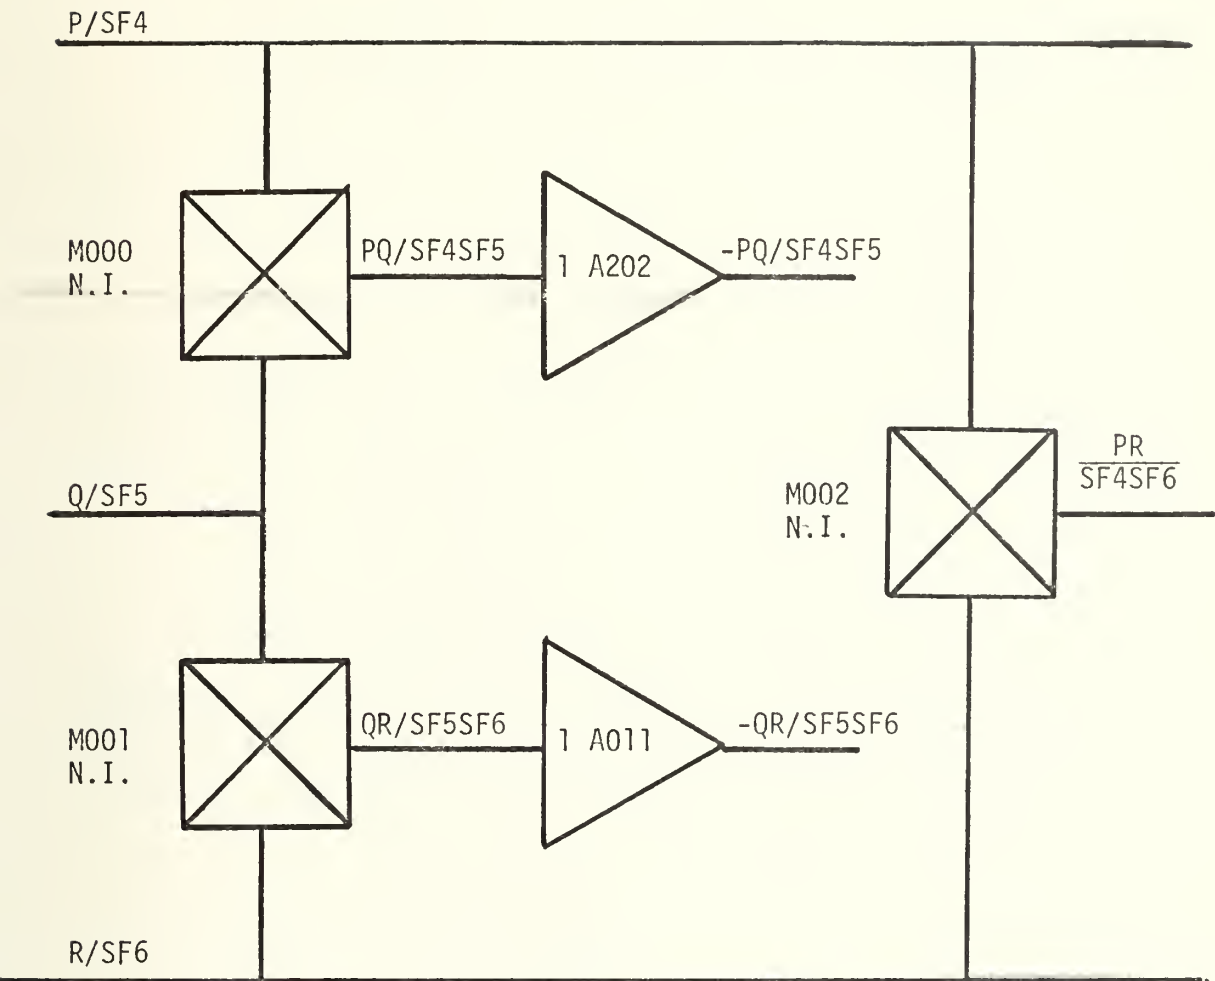 P/SF4
M000
N.I.
PQ/SF4SF5
1 A202
-PQ/SF4SF5
Q/SF5
M002
N.I.
PR
SF4SF6
M001
N.I.
QR/SF5SF6
1 A011
-QR/SF5SF6
R/SF6